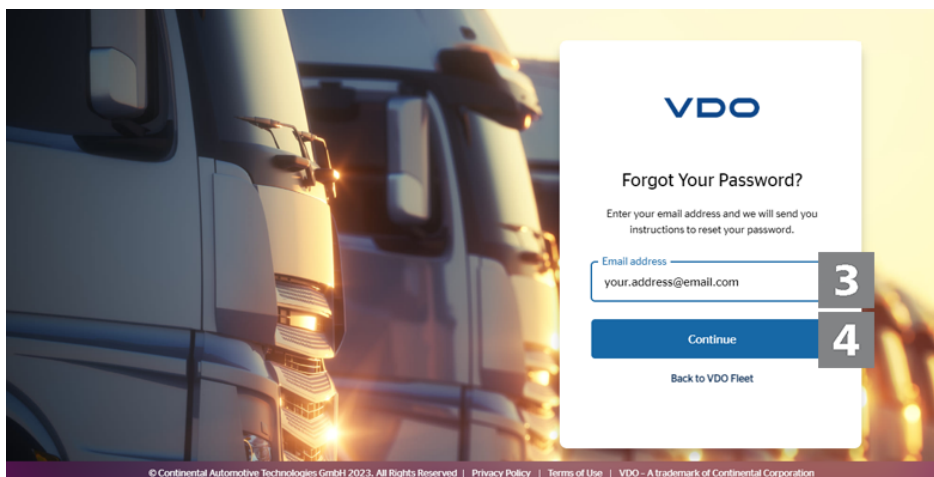 VDO
Forgot Your Password?
Enter your email address and we will send you
instructions to reset your password.
Email address
your.address@email.com
3
Continue
4
Back to VDO Fleet
© Continental Automotive Technologies GmbH 2023. All Rights Reserved | Privacy Policy | Terms of Use | VDO – A trademark of Continental Corporation